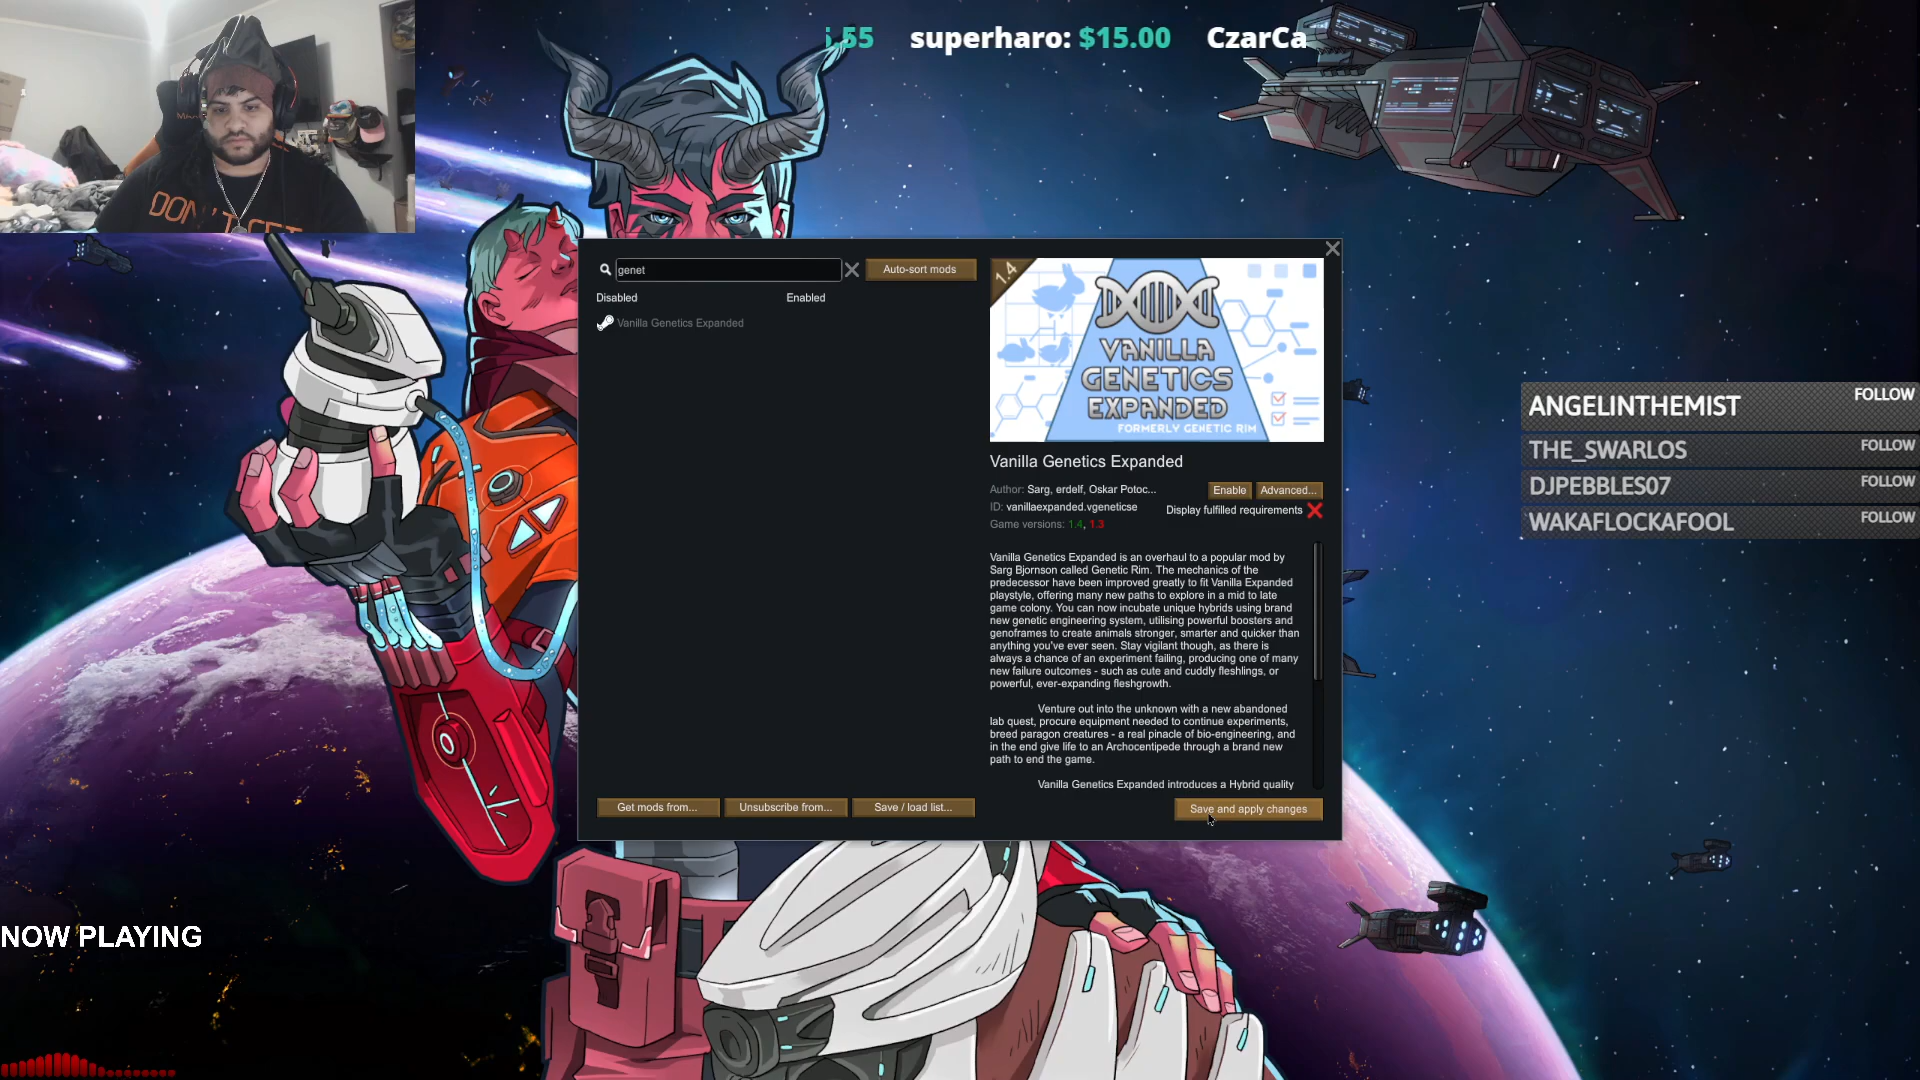 .55 superharo: $15.00 CzarCa
DON'T GET
genet
Auto-sort mods
Disabled
Enabled
Vanilla Genetics Expanded
1.4
VANILLA
GENETICS
EXPANDED
FORMERLY GENETIC RIM
Vanilla Genetics Expanded
Author: Sarg, erdelf, Oskar Potoc...
Enable
Advanced...
ID: vanillaexpanded.vgeneticse
Display fulfilled requirements
Game versions: 1.4, 1.3
Vanilla Genetics Expanded is an overhaul to a popular mod by
Sarg Bjornson called Genetic Rim. The mechanics of the
predecessor have been improved greatly to fit Vanilla Expanded
playstyle, offering many new paths to explore in a mid to late
game colony. You can now incubate unique hybrids using brand
new genetic engineering system, utilising powerful boosters and
genoframes to create animals stronger, smarter and quicker than
anything you've ever seen. Stay vigilant though, as there is
always a chance of an experiment failing, producing one of many
new failure outcomes - such as cute and cuddly fleshlings, or
powerful, ever-expanding fleshgrowth.
Venture out into the unknown with a new abandoned
lab quest, procure equipment needed to continue experiments,
breed paragon creatures - a real pinacle of bio-engineering, and
in the end give life to an Archocentipede through a brand new
path to end the game.
Vanilla Genetics Expanded introduces a Hybrid quality
Get mods from...
Unsubscribe from...
Save / load list...
Save and apply changes
ANGELINTHEMIST FOLLOW
THE_SWARLOS FOLLOW
DJPEBBLES07 FOLLOW
WAKAFLOCKAFOOL FOLLOW
NOW PLAYING